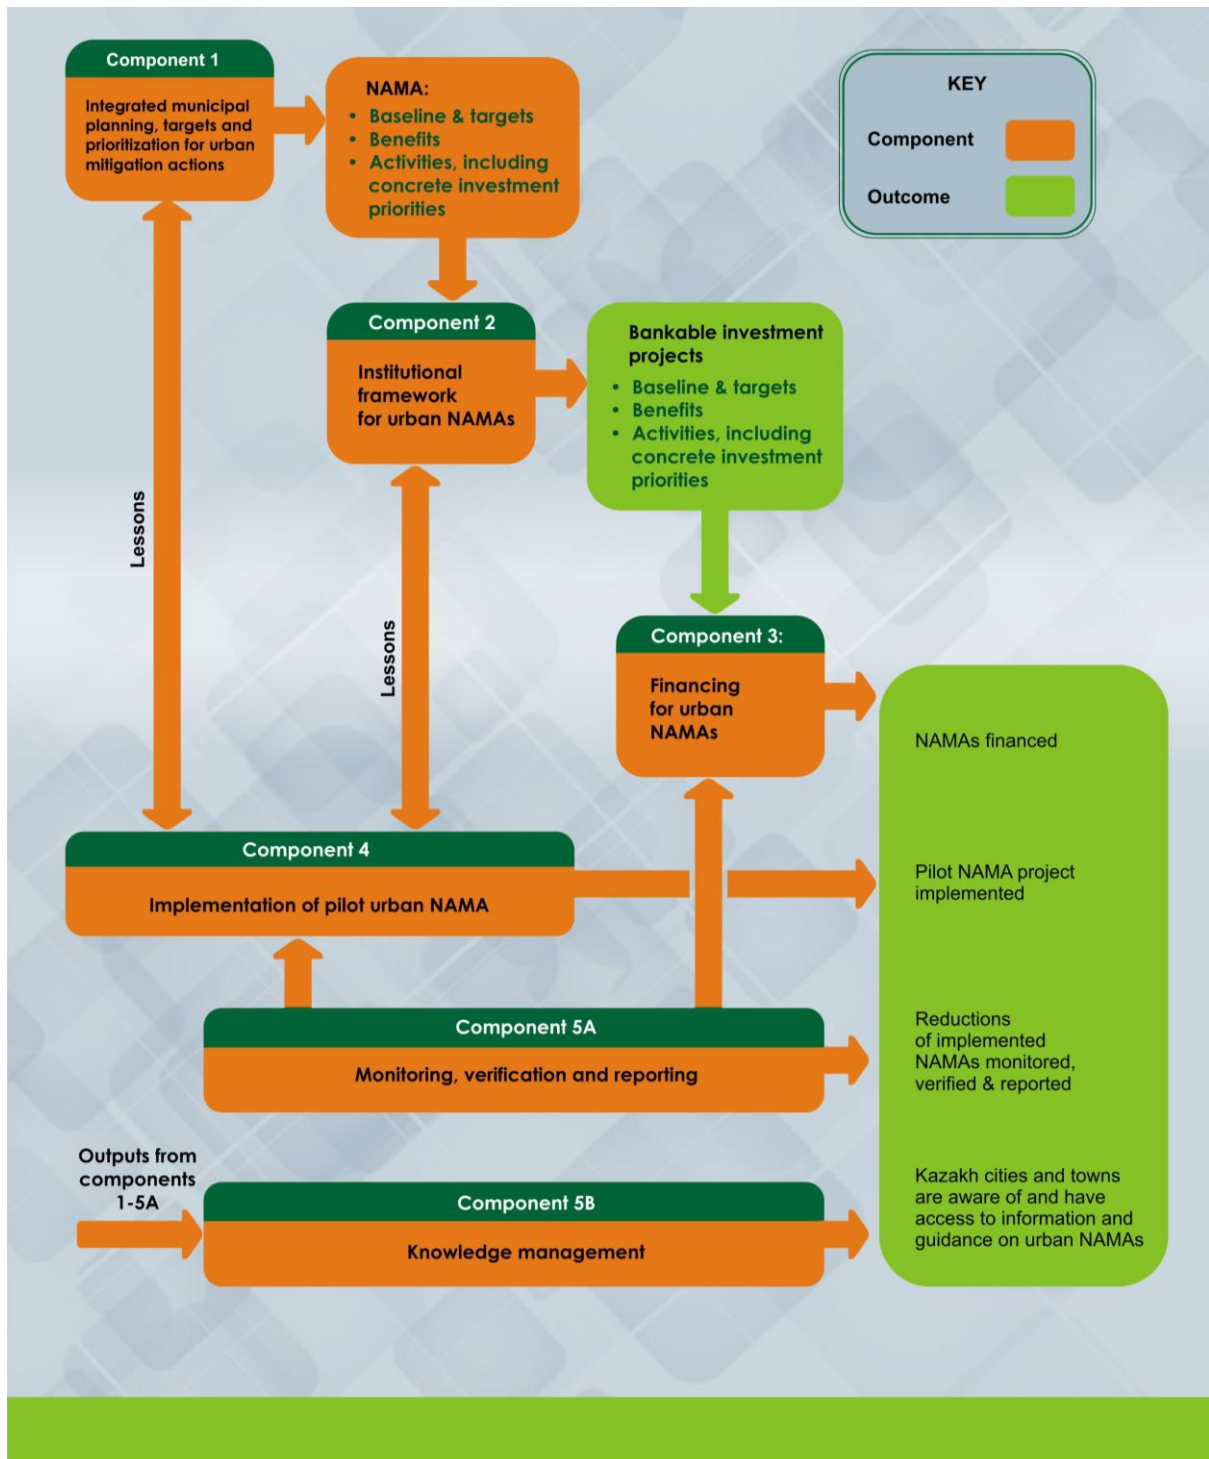 Component 1
Integrated municipal
planning, targets and
prioritization for urban
mitigation actions
NAMA:
• Baseline & targets
• Benefits
• Activities, including
concrete investment
priorities
KEY
Component
Outcome
Component 2
Institutional
framework
for urban NAMAs
Bankable investment
projects
• Baseline & targets
• Benefits
• Activities, including
concrete investment
priorities
Lessons
Lessons
Component 3:
Financing
for urban
NAMAs
NAMAs financed
Component 4
Implementation of pilot urban NAMA
Pilot NAMA project
implemented
Component 5A
Monitoring, verification and reporting
Reductions
of implemented
NAMAs monitored,
verified & reported
Outputs from
components
1-5A
Component 5B
Knowledge management
Kazakh cities and towns
are aware of and have
access to information and
guidance on urban NAMAs